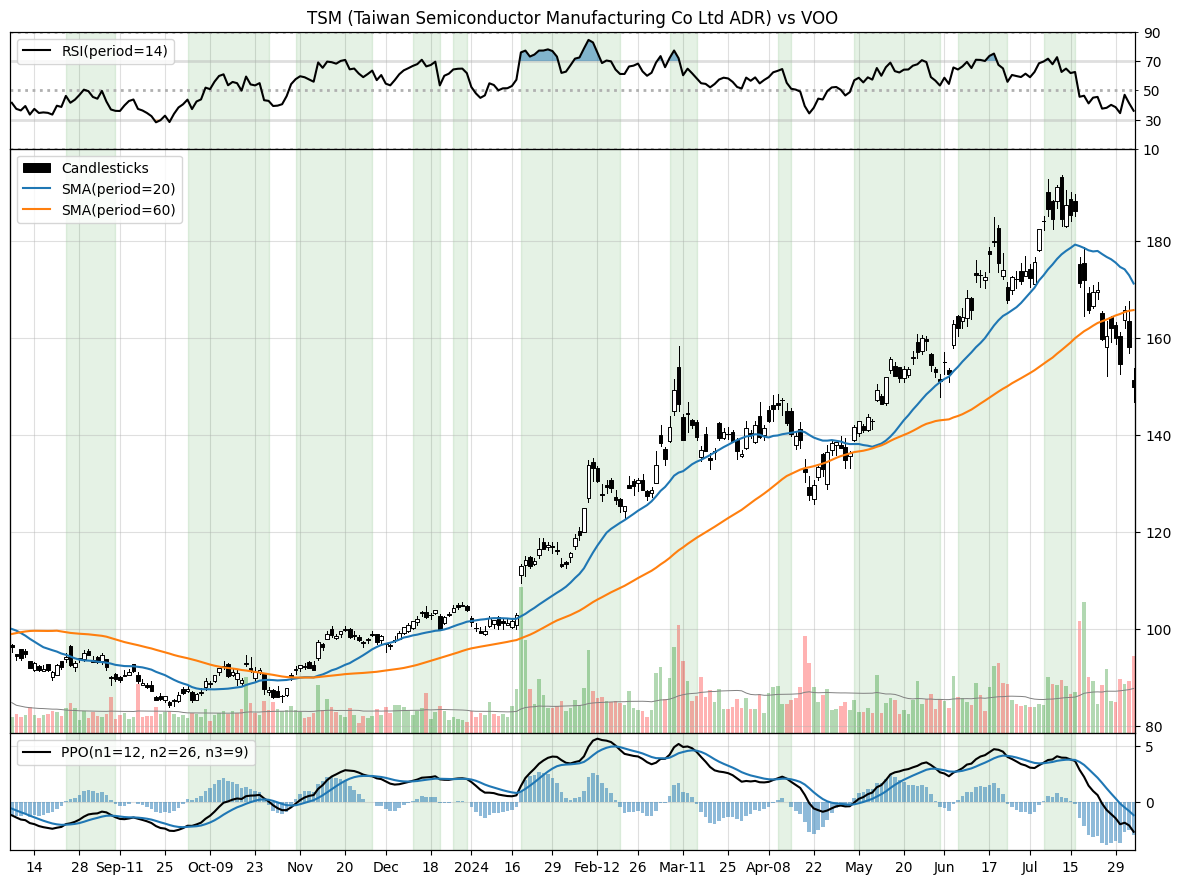 TSM (Taiwan Semiconductor Manufacturing Co Ltd ADR) vs VOO
RSI(period=14)
90
70
50
30
10
Candlesticks
SMA(period=20)
SMA(period=60)
180
160
140
120
100
80
PPO(n1=12, n2=26, n3=9)
5
0
14 28 Sep-11 25 Oct-09 23 Nov 20 Dec 18 2024 16 29 Feb-12 26 Mar-11 25 Apr-08 22 May 20 Jun 17 Jul 15 29